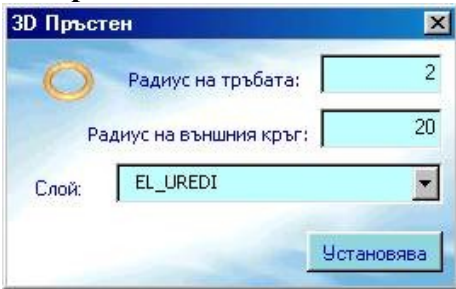 3D Пръстен
Радиус на тръбата: 2
Радиус на външния кръг: 20
Слой: EL_UREDI
Установява